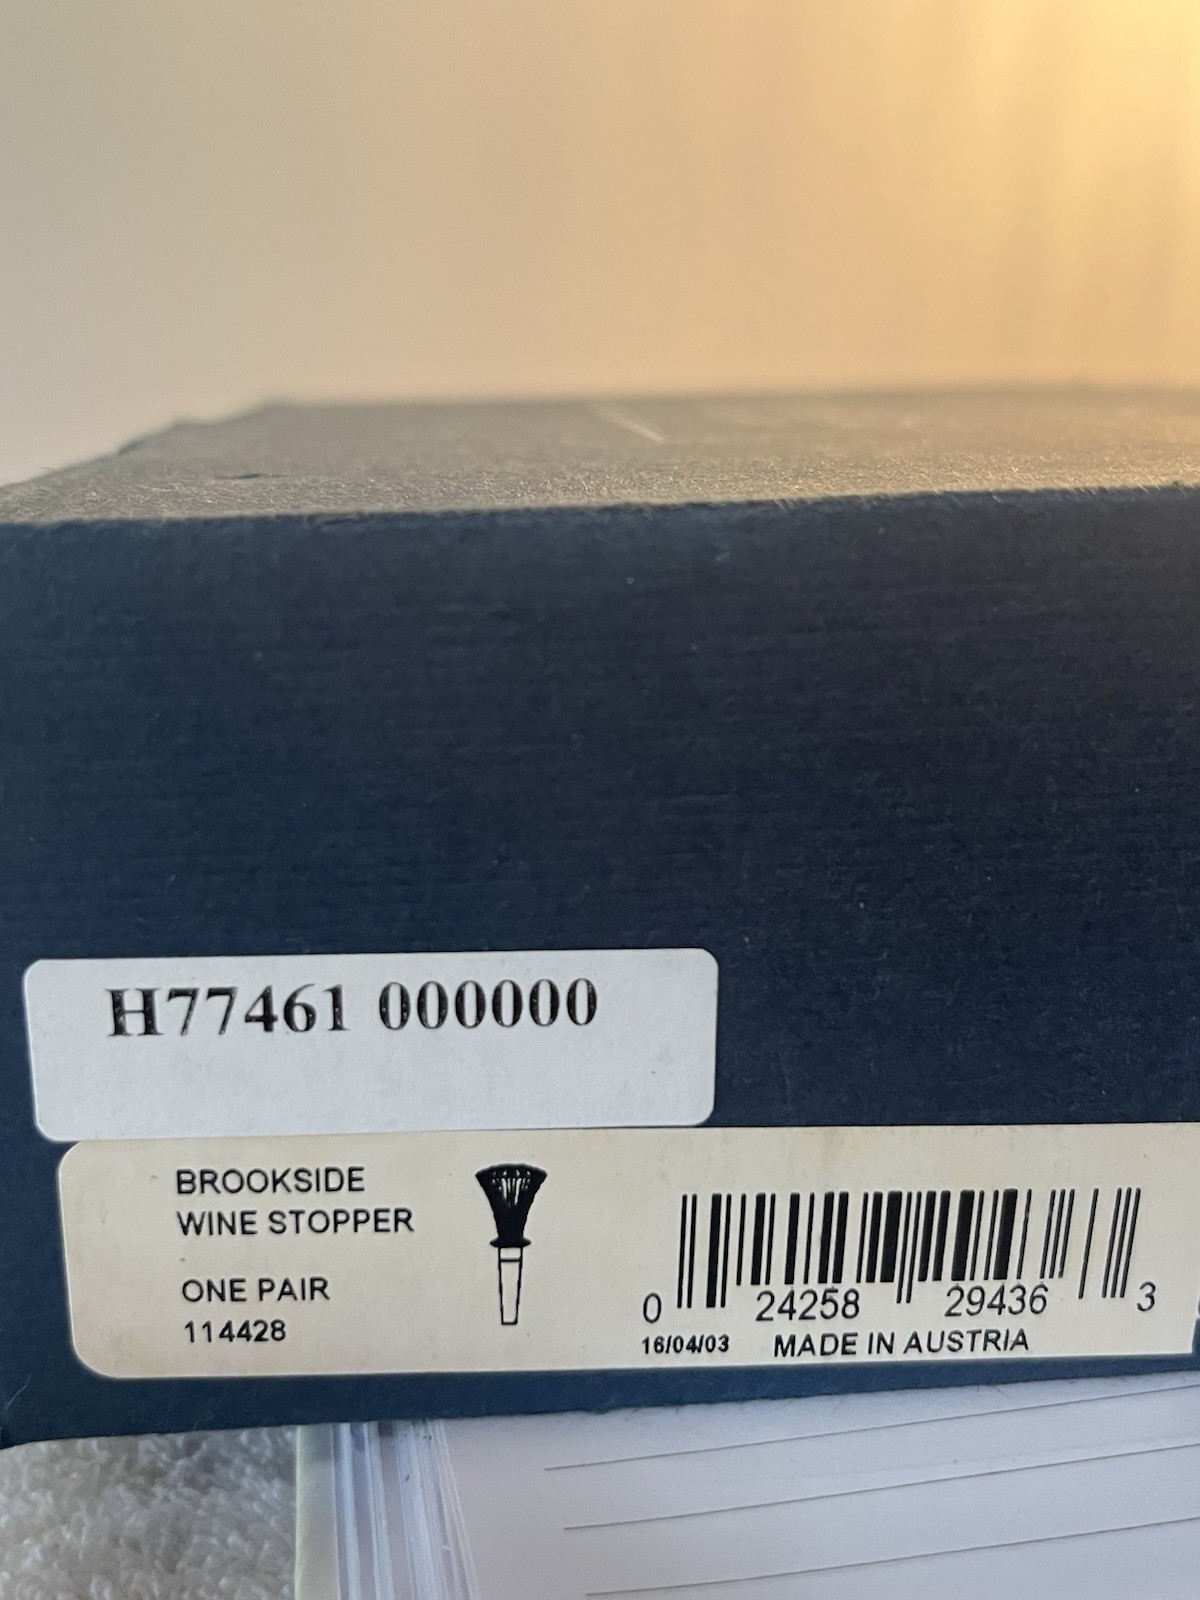 H77461 000000
BROOKSIDE
WINE STOPPER
ONE PAIR
114428
0 24258 29436 3
16/04/03 MADE IN AUSTRIA